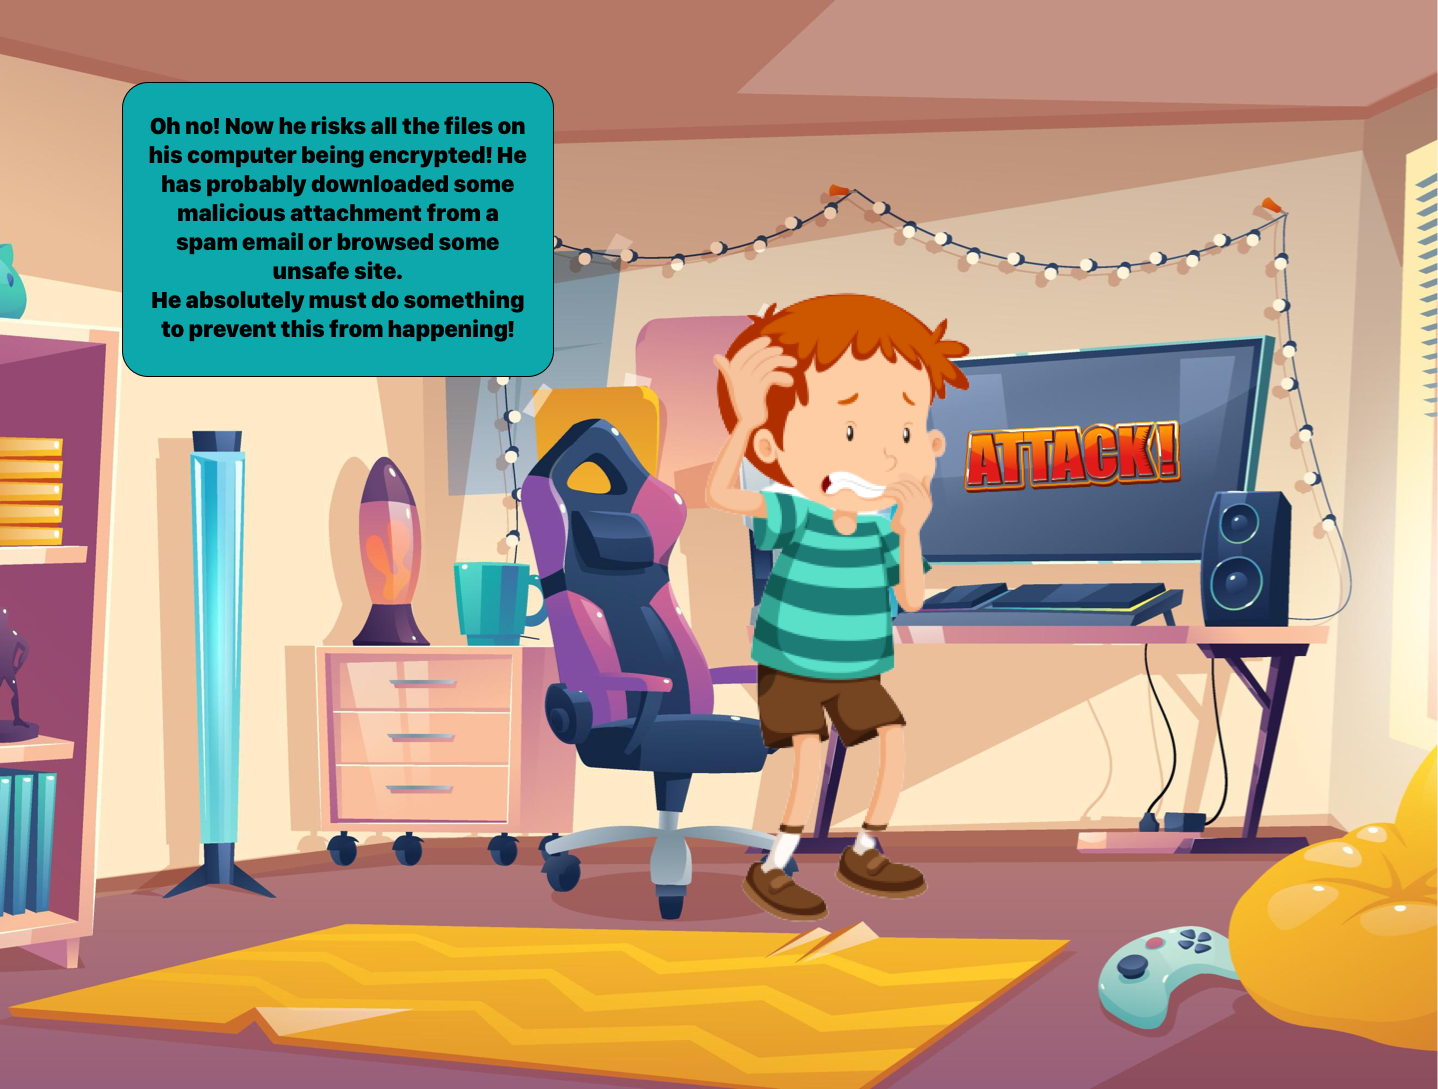 Oh no! Now he risks all the files on
his computer being encrypted! He
has probably downloaded some
malicious attachment from a
spam email or browsed some
unsafe site.
He absolutely must do something
to prevent this from happening!
ATTACK!